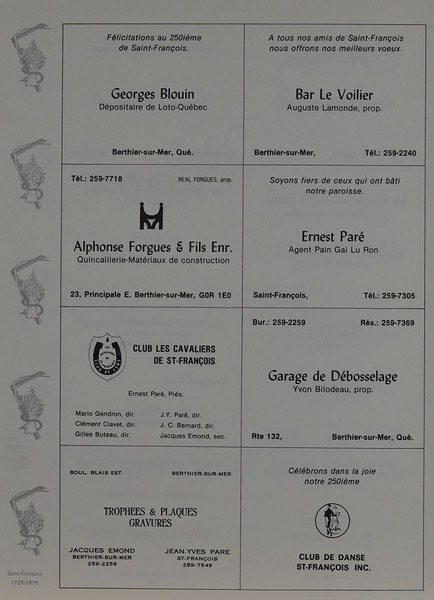 Félicitations au 250ième
de Saint-François.
Georges Blouin
Dépositaire de Loto-Québec
Berthier-sur-Mer, Qué.
A tous nos amis de Saint-François
nous offrons nos meilleurs voeux.
Bar Le Voilier
Auguste Lamonde, prop.
Berthier-sur-Mer, Tél.: 259-2240
Tél.: 259-7718 REAL FORGUES, prop.
Alphonse Forgues & Fils Enr.
Quincaillerie-Matériaux de construction
23, Principale E. Berthier-sur-Mer, G0R 1E0
Soyons fiers de ceux qui ont bâti
notre paroisse.
Ernest Paré
Agent Pain Gai Lu Ron
Saint-François, Tél.: 259-7305
CLUB LES CAVALIERS
DE ST-FRANÇOIS
Ernest Paré, Prés.
Mario Gendron, dir. J.Y. Paré, dir.
Clément Clavet, dir. J. C. Bernard, dir.
Gilles Buteau, dir. Jacques Emond, sec.
Bur.: 259-2259 Rés.: 259-7369
Garage de Débosselage
Yvon Bilodeau, prop.
Rte 132, Berthier-sur-Mer, Qué.
BOUL. BLAIS EST BERTHIER-SUR-MER
TROPHEES & PLAQUES
GRAVURES
JACQUES EMOND JEAN-YVES PARE
BERTHIER-SUR-MER ST-FRANÇOIS
259-2256 259-7549
Célébrons dans la joie
notre 250ième
CLUB DE DANSE
ST-FRANÇOIS INC.
Saint-François
1729-1979